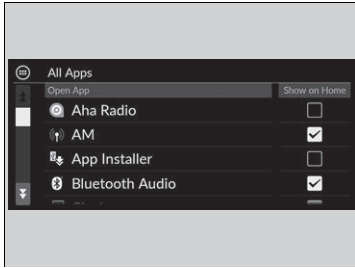 All Apps
Open App Show on Home
Aha Radio
AM
App Installer
Bluetooth Audio